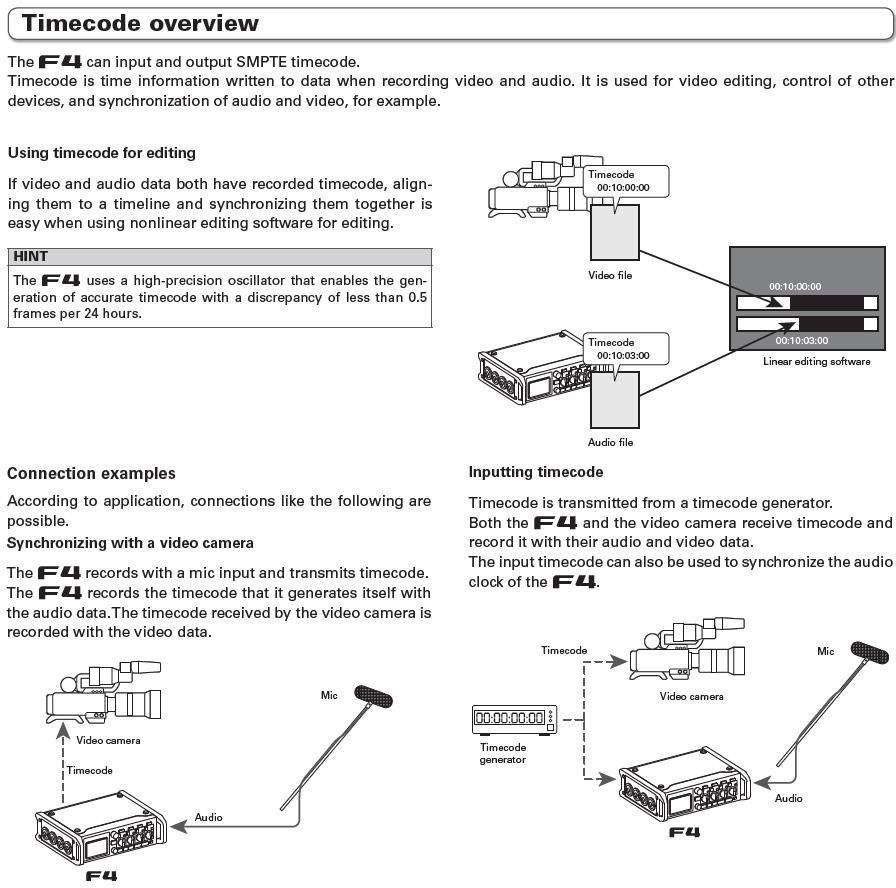 Timecode overview
The F4 can input and output SMPTE timecode.
Timecode is time information written to data when recording video and audio. It is used for video editing, control of other
devices, and synchronization of audio and video, for example.
Using timecode for editing
If video and audio data both have recorded timecode, align-
ing them to a timeline and synchronizing them together is
easy when using nonlinear editing software for editing.
HINT
The F4 uses a high-precision oscillator that enables the gen-
eration of accurate timecode with a discrepancy of less than 0.5
frames per 24 hours.
Timecode
00:10:00:00
Video file
00:10:00:00
00:10:03:00
Linear editing software
Timecode
00:10:03:00
Audio file
Connection examples
According to application, connections like the following are
possible.
Synchronizing with a video camera
The F4 records with a mic input and transmits timecode.
The F4 records the timecode that it generates itself with
the audio data.The timecode received by the video camera is
recorded with the video data.
Mic
Video camera
Timecode
Audio
F4
Inputting timecode
Timecode is transmitted from a timecode generator.
Both the F4 and the video camera receive timecode and
record it with their audio and video data.
The input timecode can also be used to synchronize the audio
clock of the F4.
Timecode
Mic
Video camera
00:00:00:00
Timecode
generator
Audio
F4